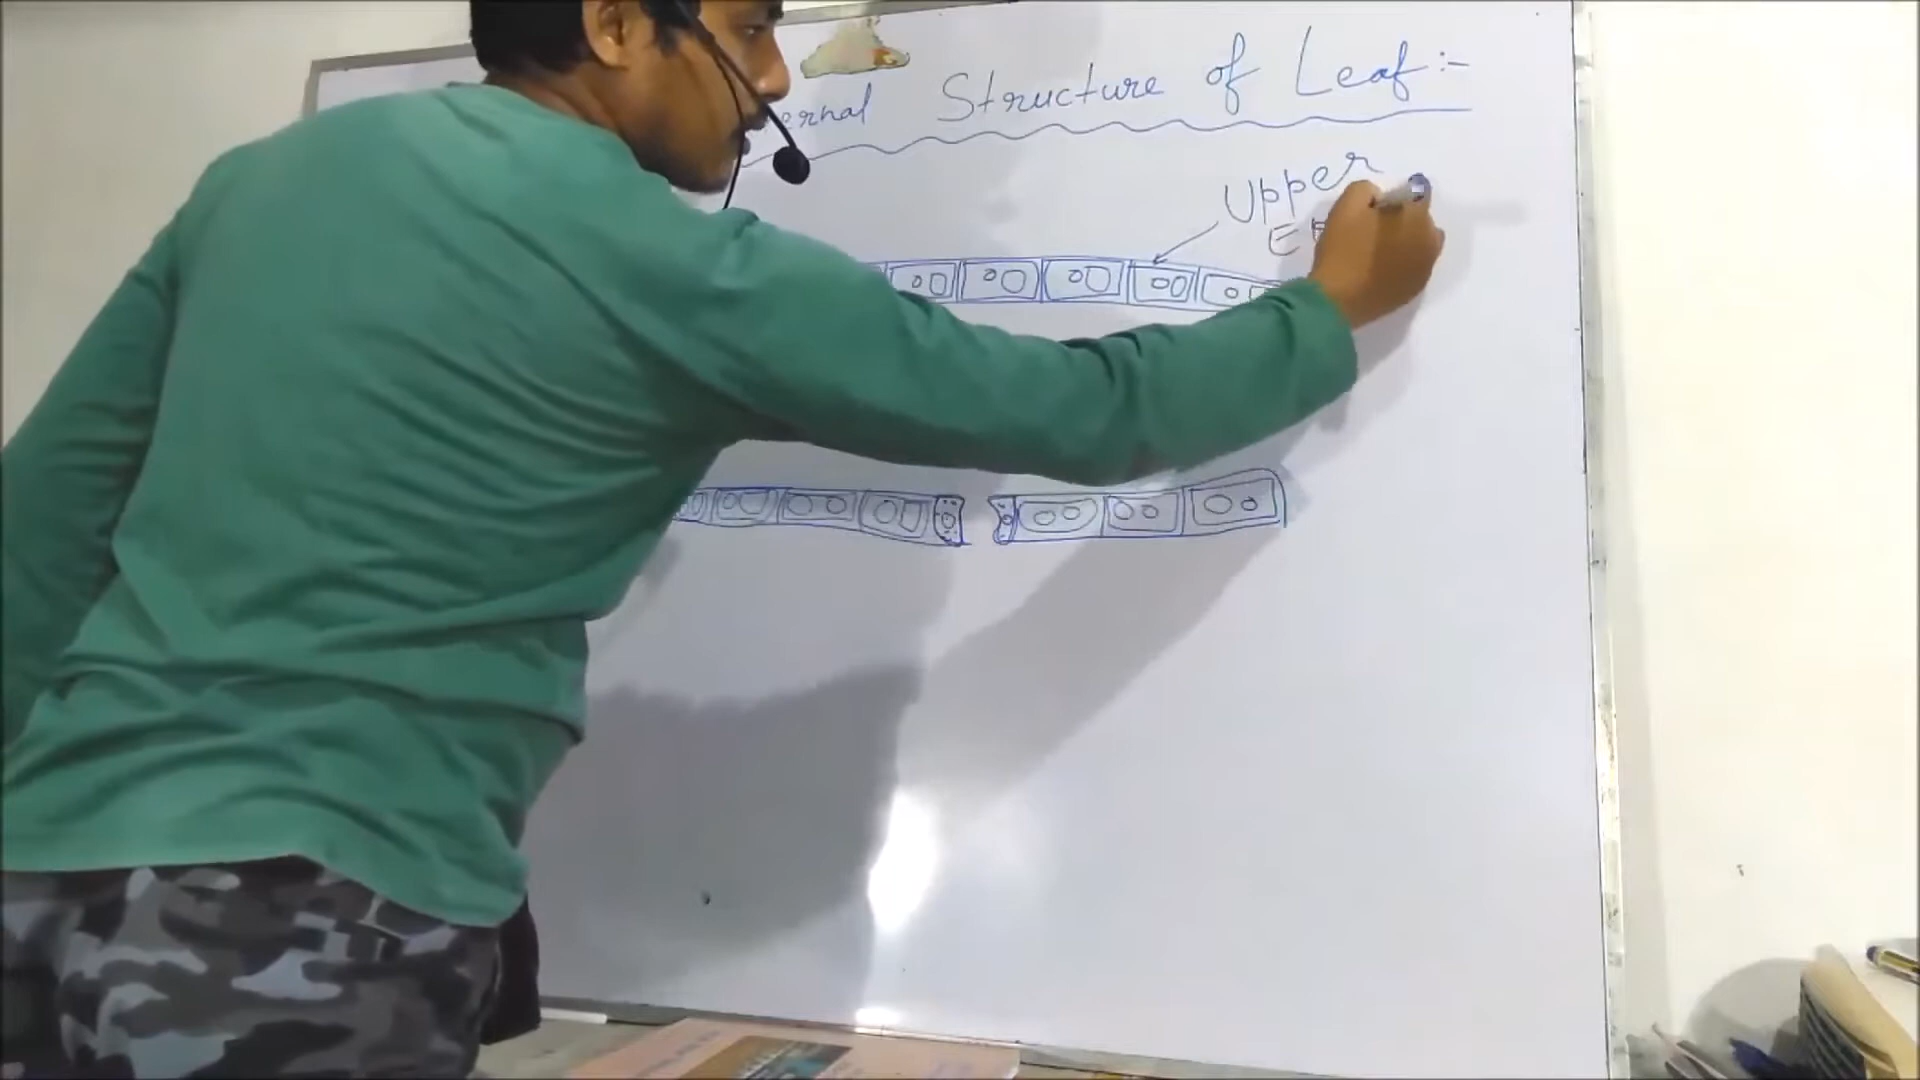 ernal Structure of Leaf :-
Upper